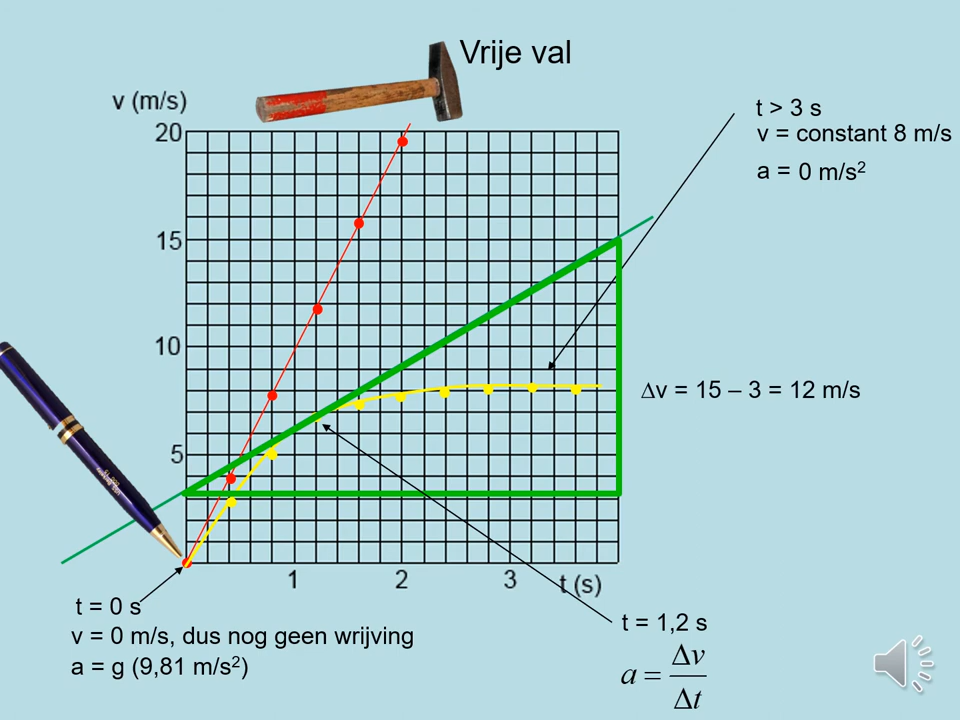 Vrije val
v (m/s)
t > 3 s
v = constant 8 m/s
a = 0 m/s²
20
15
10
5
Δv = 15 – 3 = 12 m/s
1
2
3
t (s)
t = 0 s
v = 0 m/s, dus nog geen wrijving
a = g (9,81 m/s²)
t = 1,2 s
a = Δv/Δt